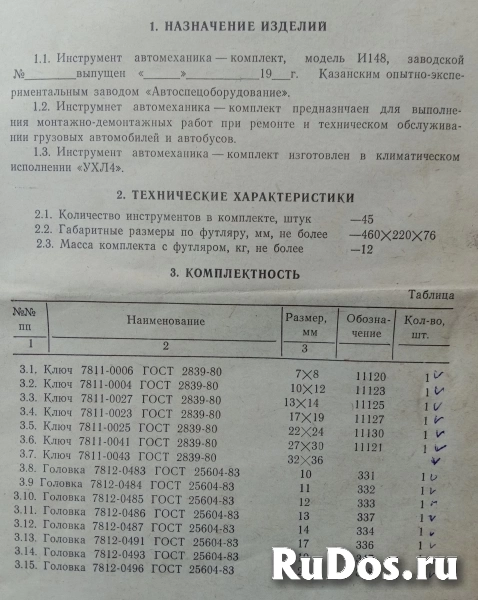 1. НАЗНАЧЕНИЕ ИЗДЕЛИЙ
1.1. Инструмент автомеханика — комплект, модель И148, заводской
№ выпущен « » 19 г. Казанским опытно-экспе-
риментальным заводом «Автоспецоборудование».
1.2. Инструмнет автомеханика — комплект предназнчаен для выполне-
ния монтажно-демонтажных работ при ремонте и техническом обслужива-
нии грузовых автомобилей и автобусов.
1.3. Инструмент автомеханика — комплект изготовлен в климатическом
исполнении «УХЛ4».
2. ТЕХНИЧЕСКИЕ ХАРАКТЕРИСТИКИ
2.1. Количество инструментов в комплекте, штук —45
2.2. Габаритные размеры по футляру, мм, не более —460×220×76
2.3. Масса комплекта с футляром, кг, не более —12
3. КОМПЛЕКТНОСТЬ
Таблица
№№ пп Наименование Размер, мм Обозна- чение Кол-во, шт.
1 2 3
3.1. Ключ 7811-0006 ГОСТ 2839-80 7×8 11120 1
3.2. Ключ 7811-0004 ГОСТ 2839-80 10×12 11123 1
3.3. Ключ 7811-0027 ГОСТ 2839-80 13×14 11125 1
3.4. Ключ 7811-0023 ГОСТ 2839-80 17×19 11127 1
3.5. Ключ 7811-0025 ГОСТ 2839-80 22×24 11130 1
3.6. Ключ 7811-0041 ГОСТ 2839-80 27×30 11121 1
3.7. Ключ 7811-0043 ГОСТ 2839-80 32×36
3.8. Головка 7812-0483 ГОСТ 25604-83 10 331 1
3.9 Головка 7812-0484 ГОСТ 25604-83 11 332 1
3.10. Головка 7812-0485 ГОСТ 25604-83 12 333 1
3.11. Головка 7812-0486 ГОСТ 25604-83 13 337 1
3.12. Головка 7812-0487 ГОСТ 25604-83 14 334 1
3.13. Головка 7812-0491 ГОСТ 25604-83 17 336 1
3.14. Головка 7812-0493 ГОСТ 25604-83 1
3.15. Головка 7812-0496 ГОСТ 25604-83
RuDos.ru